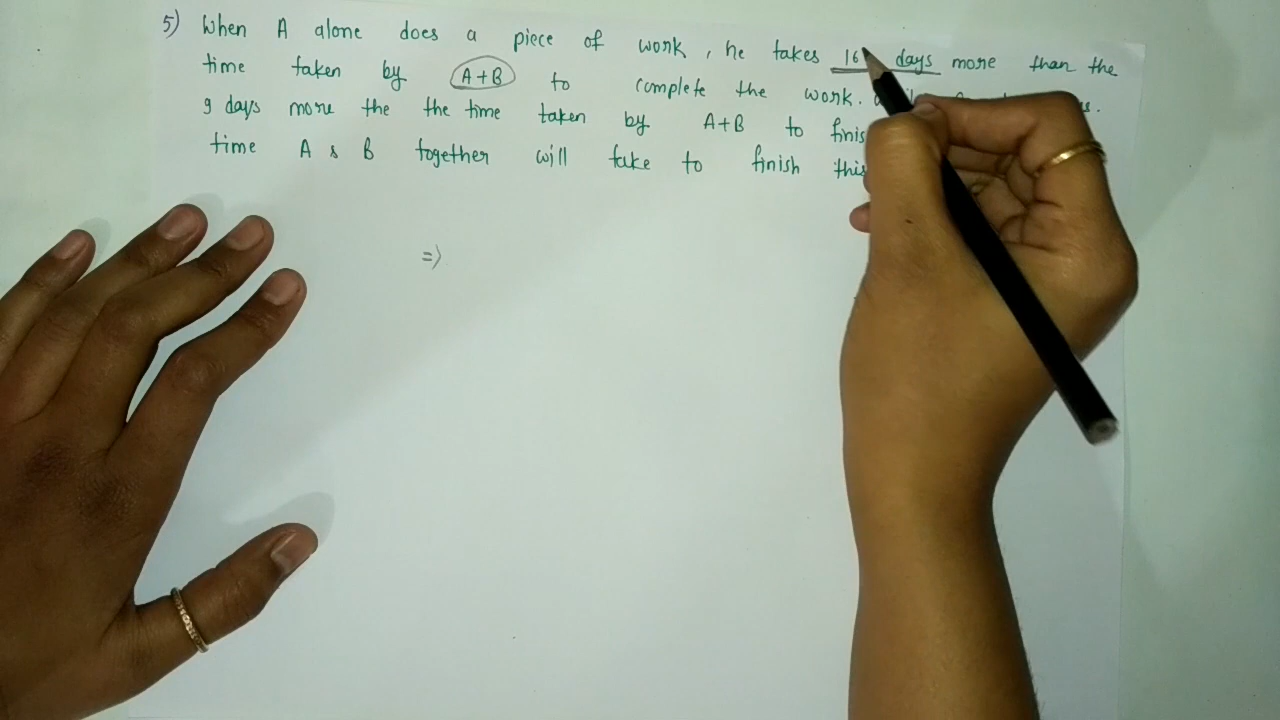 5) When A alone does a piece of work, he takes 16 days more than the
time taken by A+B to complete the work.
9 days more the the time taken by A+B to finis
time A & B together will take to finish this
=>